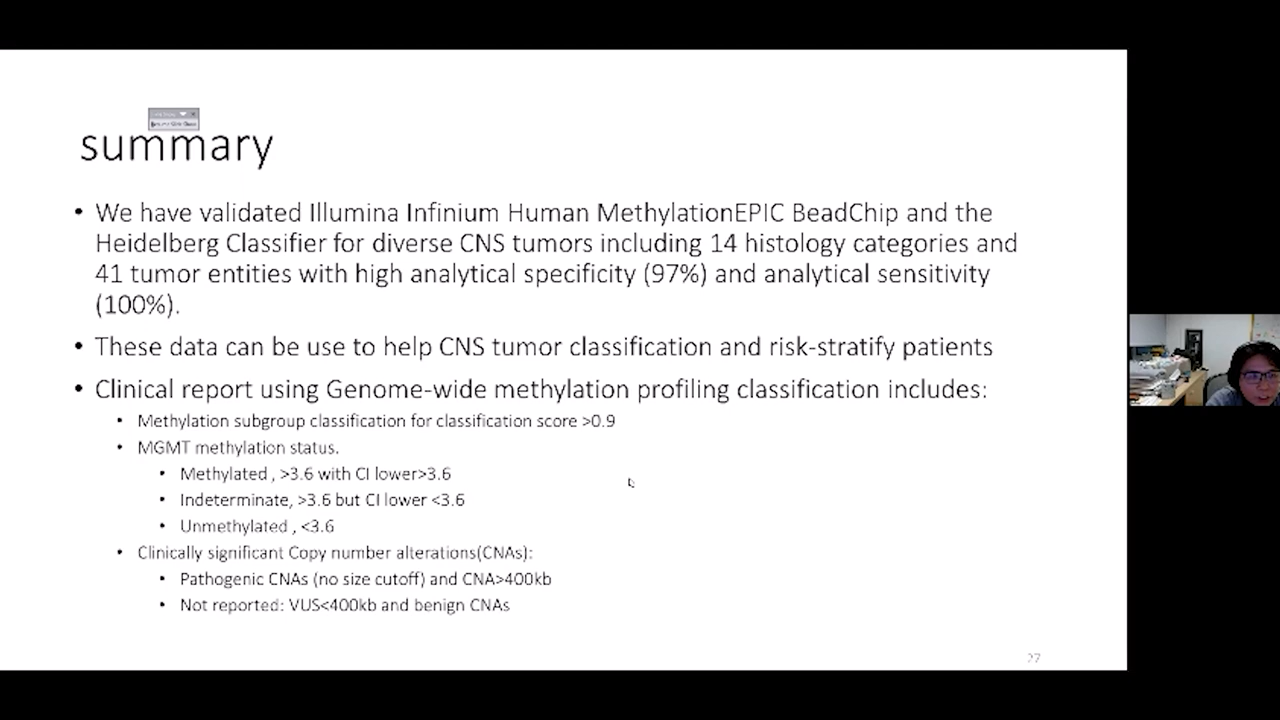 summary
• We have validated Illumina Infinium Human MethylationEPIC BeadChip and the
Heidelberg Classifier for diverse CNS tumors including 14 histology categories and
41 tumor entities with high analytical specificity (97%) and analytical sensitivity
(100%).
• These data can be use to help CNS tumor classification and risk-stratify patients
• Clinical report using Genome-wide methylation profiling classification includes:
• Methylation subgroup classification for classification score >0.9
• MGMT methylation status.
• Methylated , >3.6 with CI lower>3.6
• Indeterminate, >3.6 but CI lower <3.6
• Unmethylated , <3.6
• Clinically significant Copy number alterations(CNAs):
• Pathogenic CNAs (no size cutoff) and CNA>400kb
• Not reported: VUS<400kb and benign CNAs
27